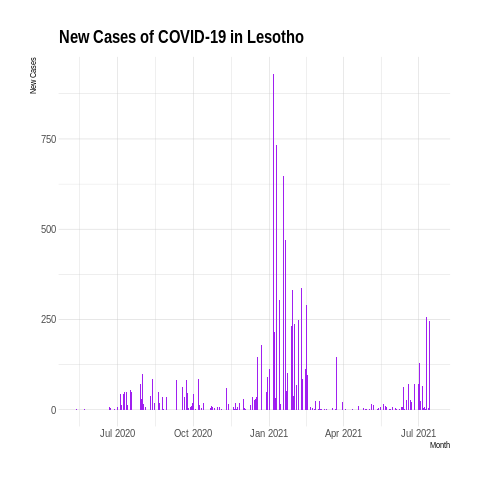 New Cases of COVID-19 in Lesotho
New Cases
750
500
250
0
Jul 2020 Oct 2020 Jan 2021 Apr 2021 Jul 2021
Month